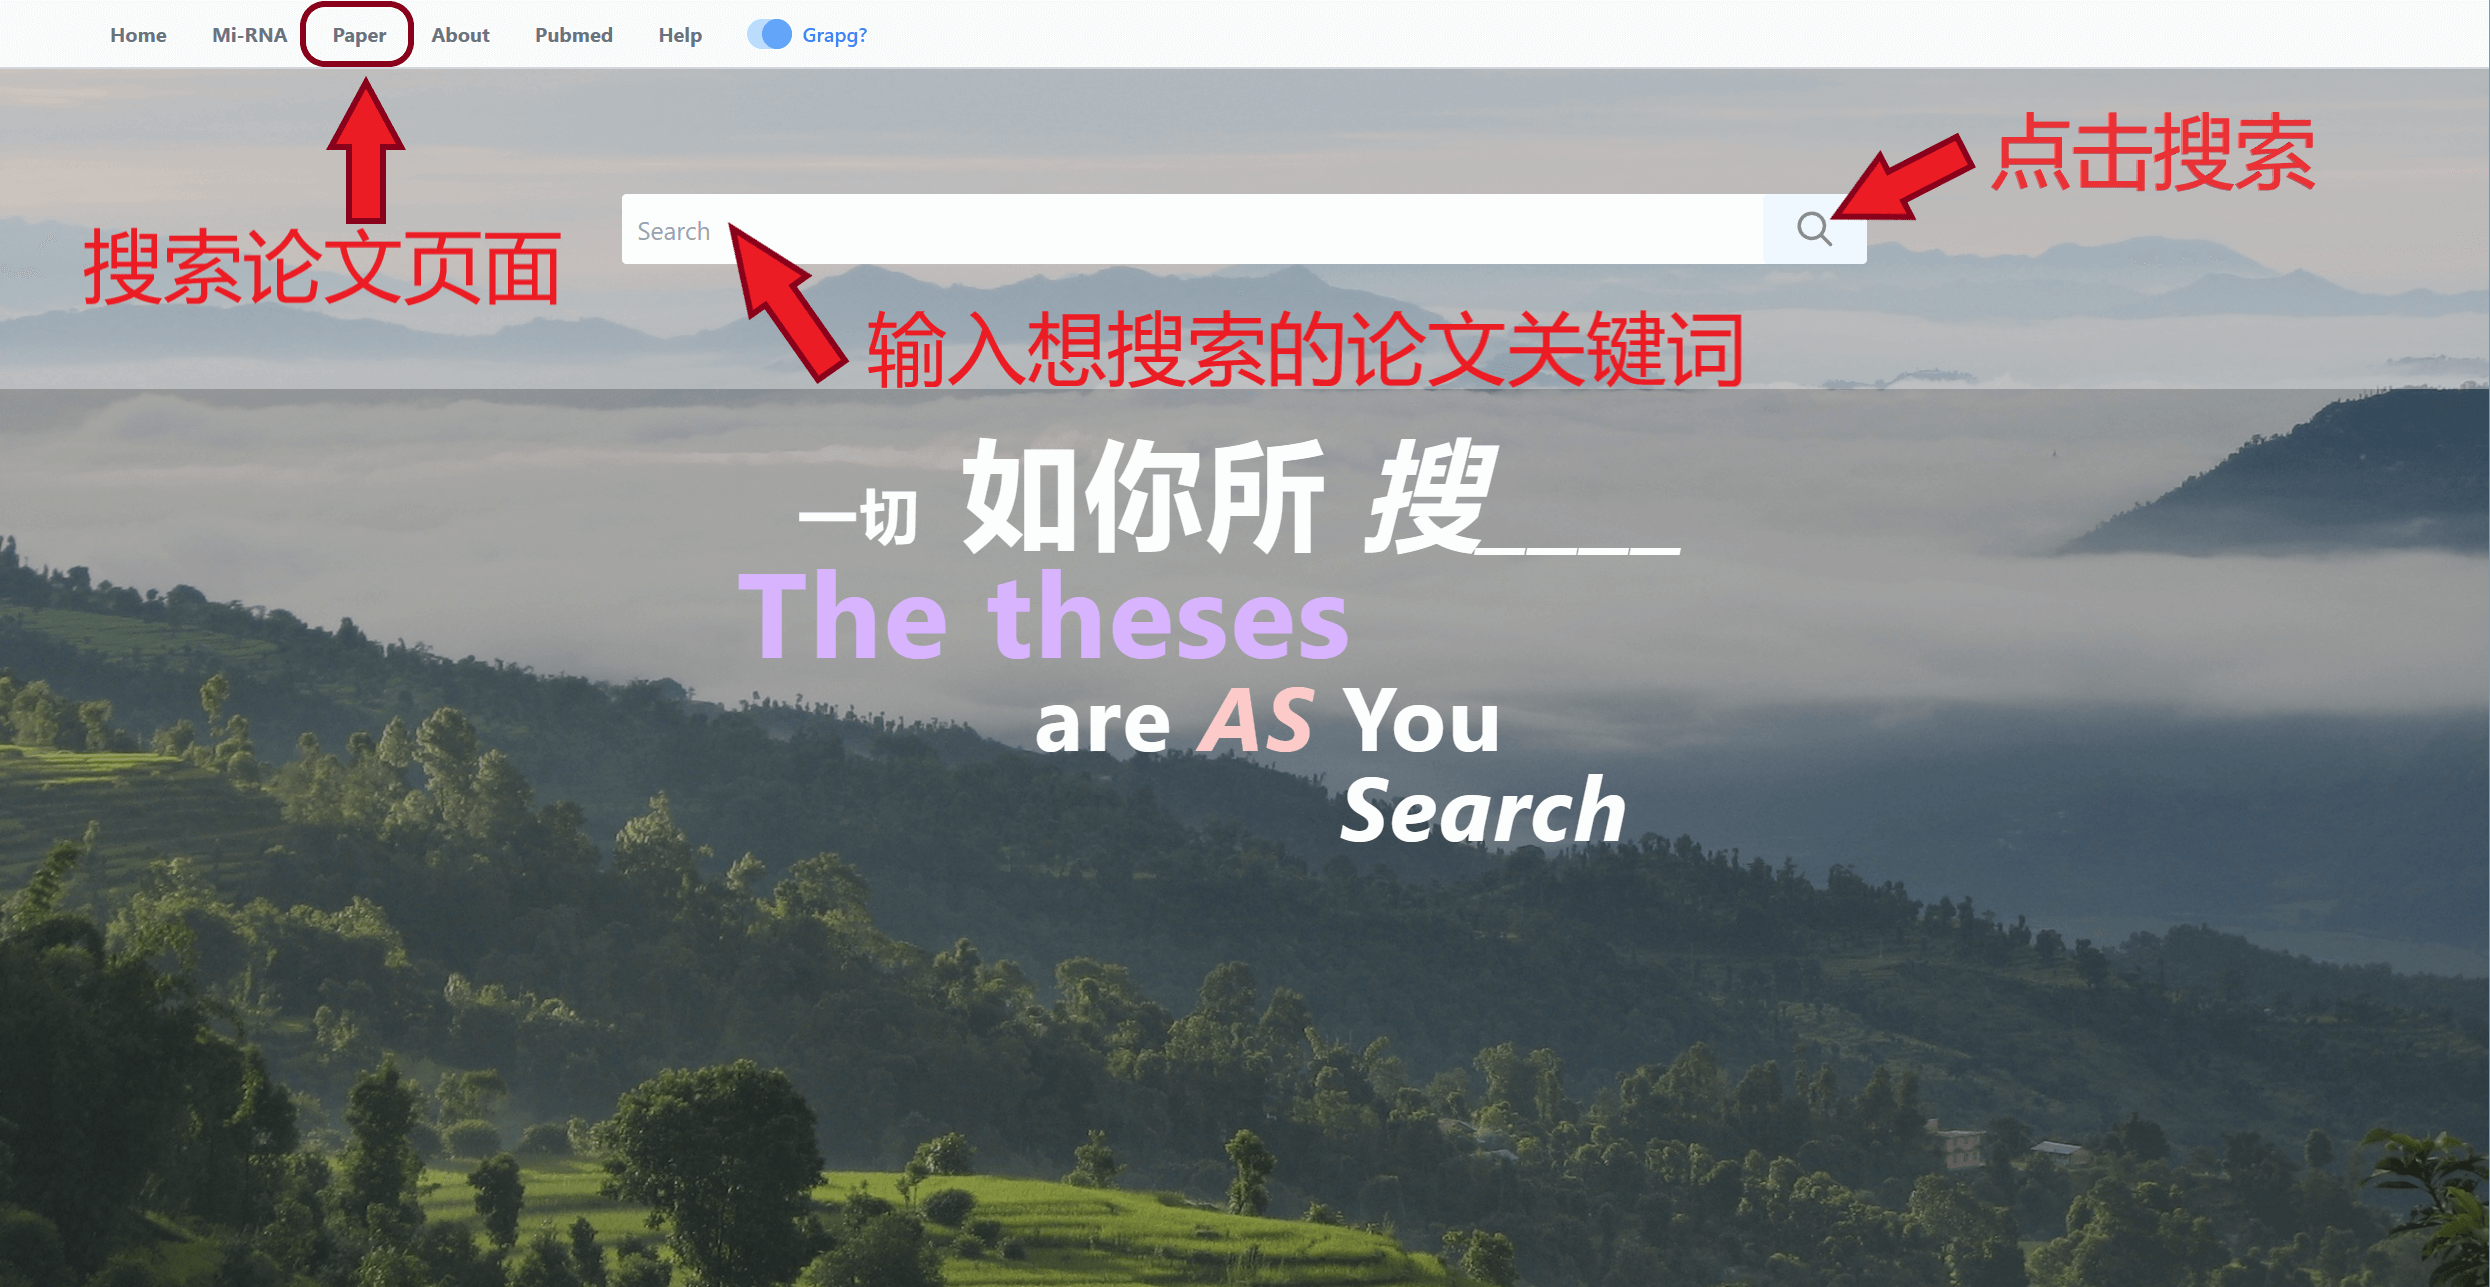 Home Mi-RNA Paper About Pubmed Help Grapg?
点击搜索
Search
搜索论文页面
输入想搜索的论文关键词
一切 如你所 搜____
The theses
are AS You
Search